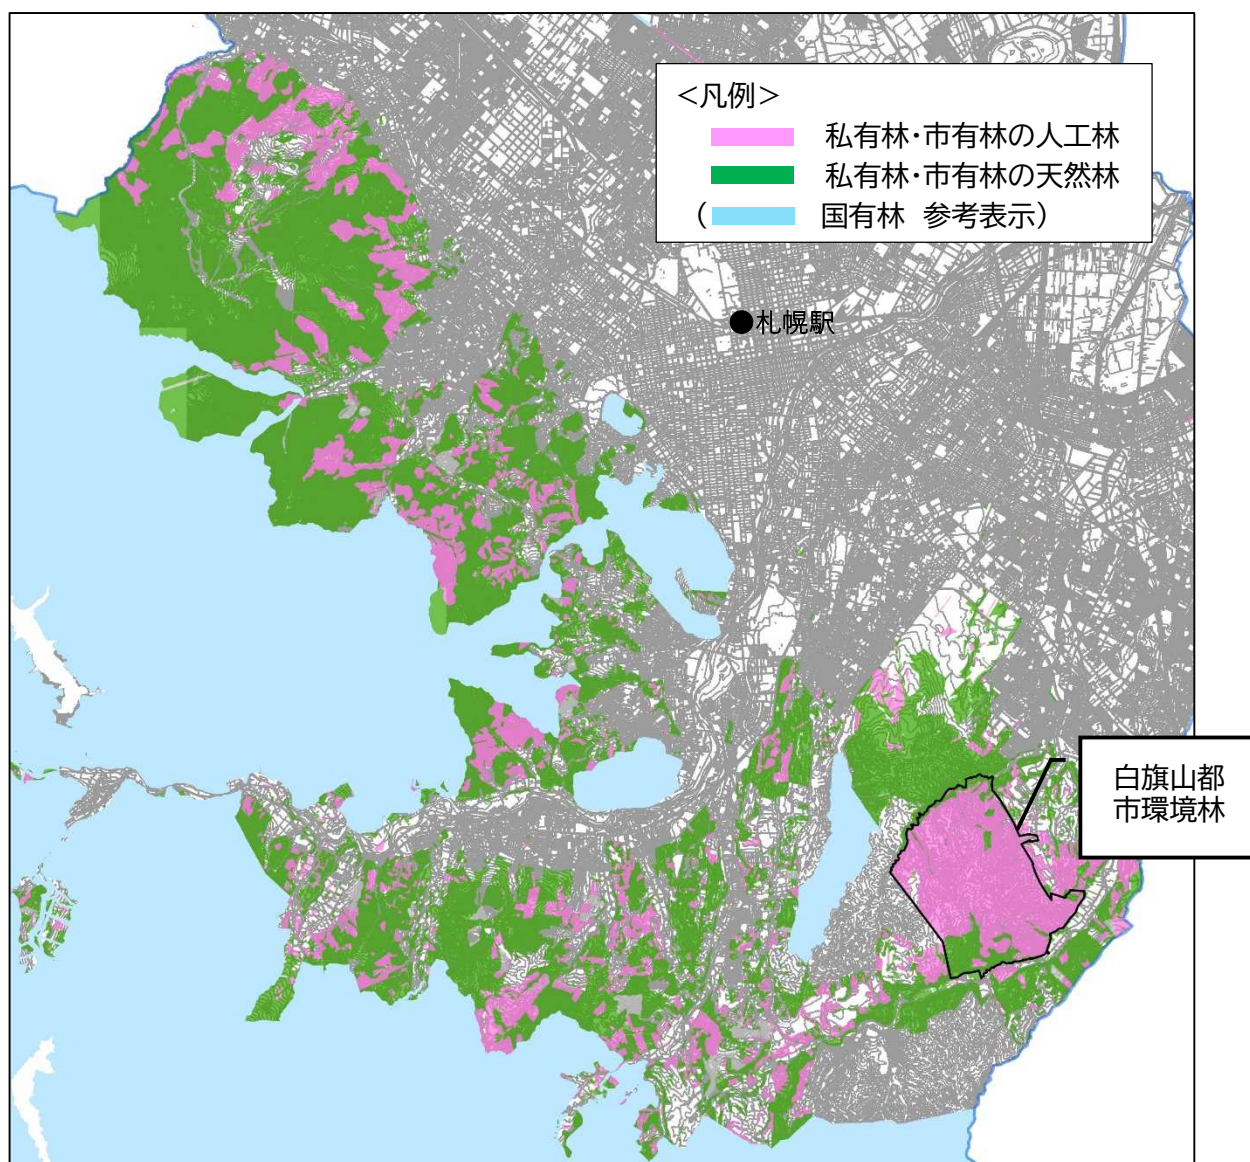 <凡例>
私有林・市有林の人工林
私有林・市有林の天然林
( 国有林 参考表示)
●札幌駅
白旗山都
市環境林